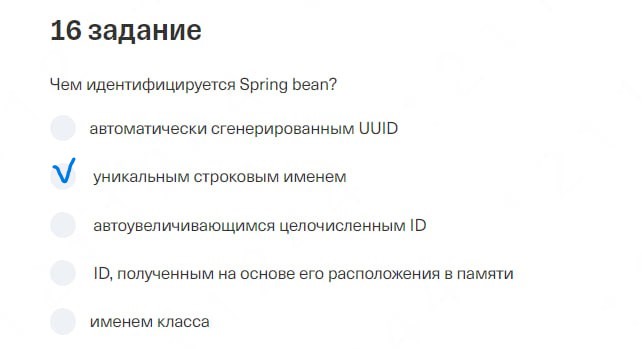 16 задание
Чем идентифицируется Spring bean?
автоматически сгенерированным UUID
уникальным строковым именем
автоувеличивающимся целочисленным ID
ID, полученным на основе его расположения в памяти
именем класса